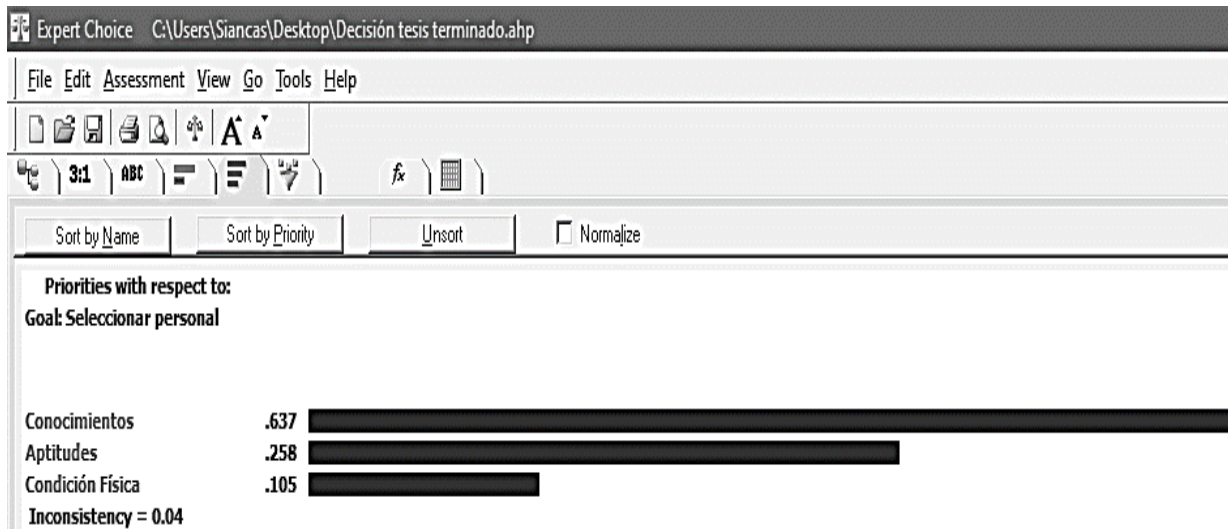 Expert Choice C:\Users\Siancas\Desktop\Decisión tesis terminado.ahp
File Edit Assessment View Go Tools Help
A A
3:1 ABC fx
Sort by Name Sort by Priority Unsort Normalize
Priorities with respect to:
Goal: Seleccionar personal
Conocimientos .637
Aptitudes .258
Condición Física .105
Inconsistency = 0.04